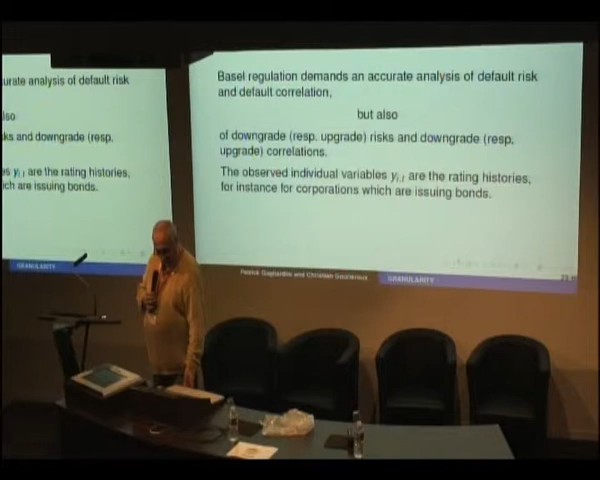 urate analysis of default risk
lso
ks and downgrade (resp.
s y i,t are the rating histories,
ich are issuing bonds.
GRANULARITY
Basel regulation demands an accurate analysis of default risk
and default correlation,
but also
of downgrade (resp. upgrade) risks and downgrade (resp.
upgrade) correlations.
The observed individual variables y i,t are the rating histories,
for instance for corporations which are issuing bonds.
Patrick Gagliardini and Christian Gourieroux
GRANULARITY